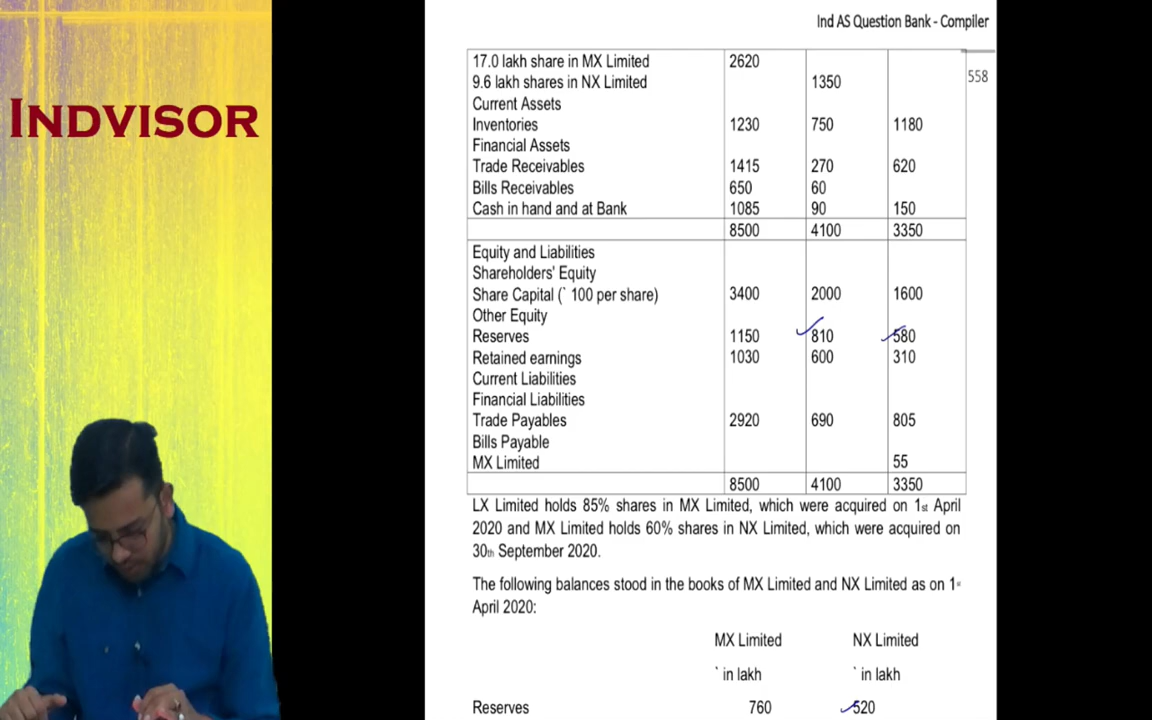 Ind AS Question Bank - Compiler
INDVISOR
558
17.0 lakh share in MX Limited 2620
9.6 lakh shares in NX Limited 1350
Current Assets
Inventories 1230 750 1180
Financial Assets
Trade Receivables 1415 270 620
Bills Receivables 650 60
Cash in hand and at Bank 1085 90 150
8500 4100 3350
Equity and Liabilities
Shareholders' Equity
Share Capital (` 100 per share) 3400 2000 1600
Other Equity
Reserves 1150 810 580
Retained earnings 1030 600 310
Current Liabilities
Financial Liabilities
Trade Payables 2920 690 805
Bills Payable
MX Limited 55
8500 4100 3350
LX Limited holds 85% shares in MX Limited, which were acquired on 1st April
2020 and MX Limited holds 60% shares in NX Limited, which were acquired on
30th September 2020.
The following balances stood in the books of MX Limited and NX Limited as on 1st
April 2020:
MX Limited NX Limited
` in lakh ` in lakh
Reserves 760 520